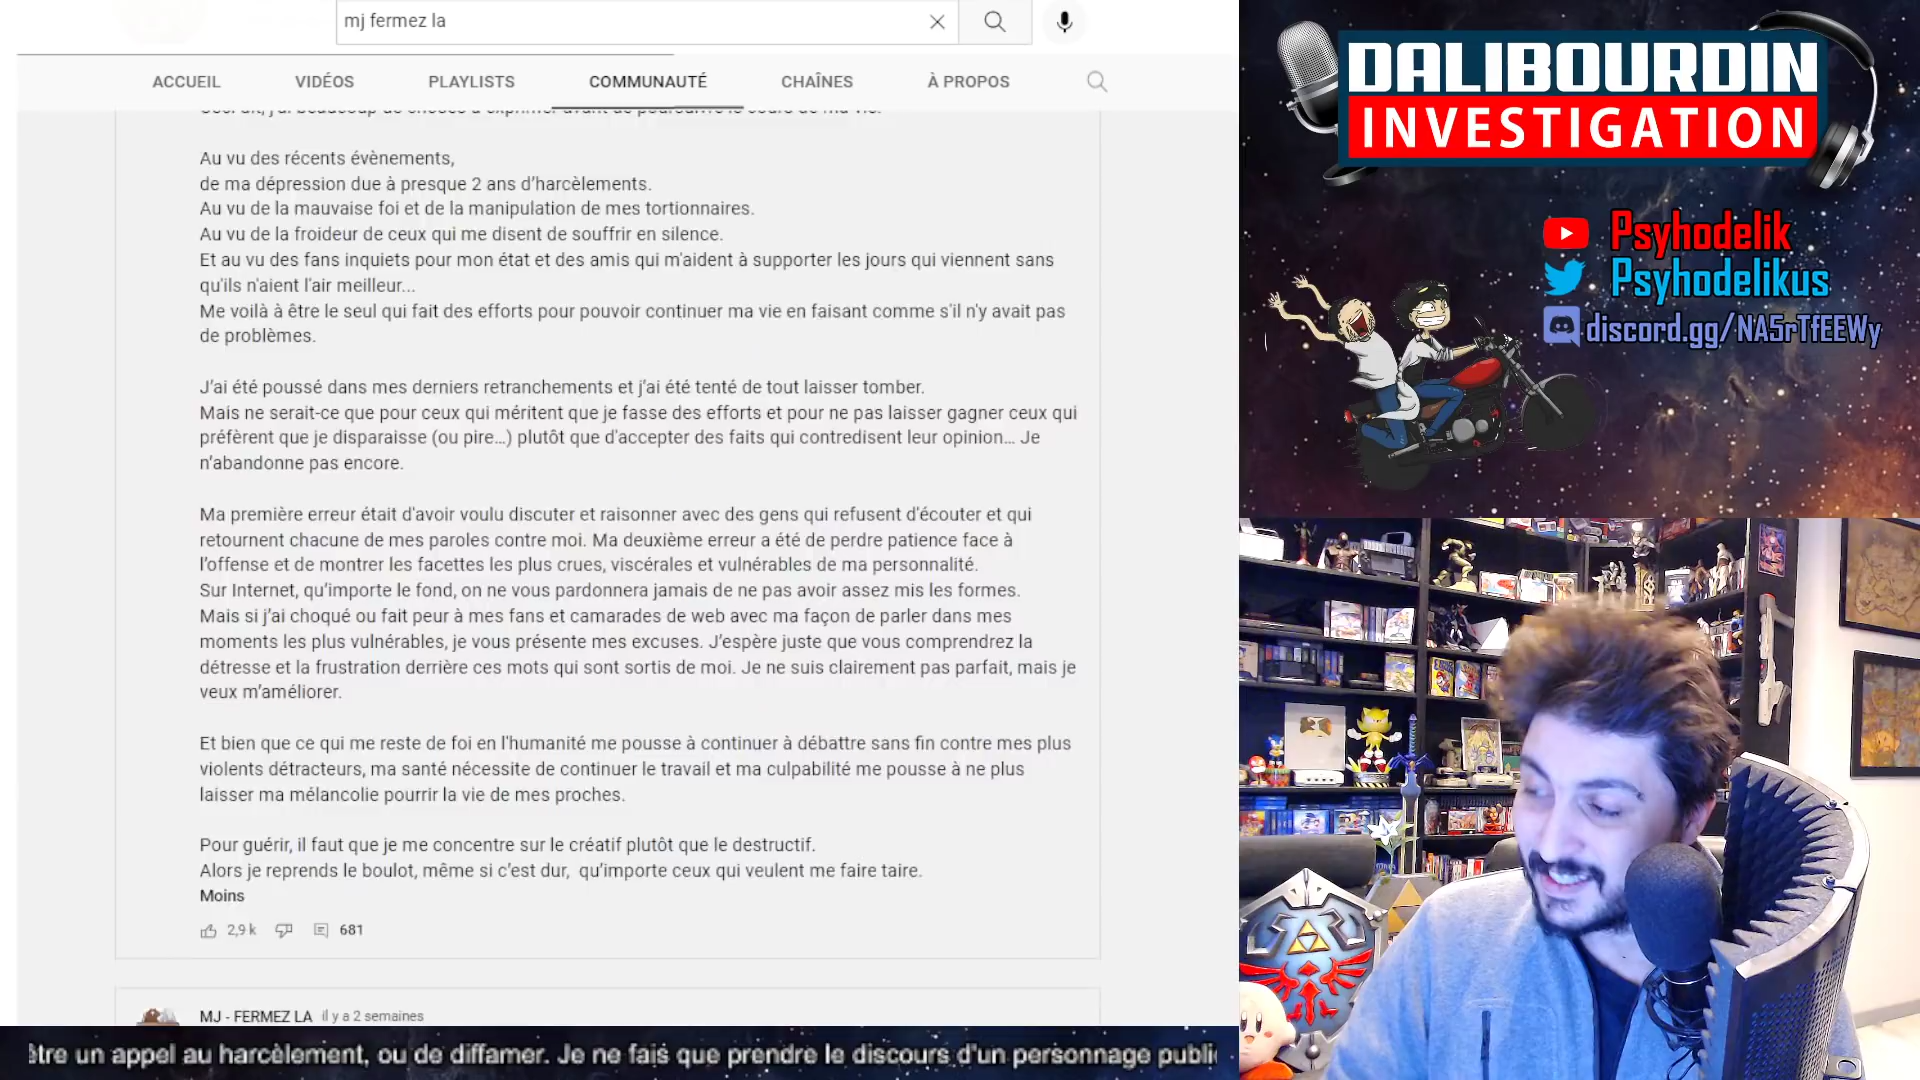 mj fermez la
ACCUEIL VIDÉOS PLAYLISTS COMMUNAUTÉ CHAÎNES À PROPOS
Ceci dit, j'ai beaucoup de choses à exprimer avant de poursuivre le cours de ma vie.
Au vu des récents évènements,
de ma dépression due à presque 2 ans d’harcèlements.
Au vu de la mauvaise foi et de la manipulation de mes tortionnaires.
Au vu de la froideur de ceux qui me disent de souffrir en silence.
Et au vu des fans inquiets pour mon état et des amis qui m'aident à supporter les jours qui viennent sans
qu'ils n'aient l'air meilleur...
Me voilà à être le seul qui fait des efforts pour pouvoir continuer ma vie en faisant comme s'il n'y avait pas
de problèmes.
J’ai été poussé dans mes derniers retranchements et j’ai été tenté de tout laisser tomber.
Mais ne serait-ce que pour ceux qui méritent que je fasse des efforts et pour ne pas laisser gagner ceux qui
préfèrent que je disparaisse (ou pire…) plutôt que d'accepter des faits qui contredisent leur opinion… Je
n’abandonne pas encore.
Ma première erreur était d'avoir voulu discuter et raisonner avec des gens qui refusent d'écouter et qui
retournent chacune de mes paroles contre moi. Ma deuxième erreur a été de perdre patience face à
l’offense et de montrer les facettes les plus crues, viscérales et vulnérables de ma personnalité.
Sur Internet, qu’importe le fond, on ne vous pardonnera jamais de ne pas avoir assez mis les formes.
Mais si j’ai choqué ou fait peur à mes fans et camarades de web avec ma façon de parler dans mes
moments les plus vulnérables, je vous présente mes excuses. J’espère juste que vous comprendrez la
détresse et la frustration derrière ces mots qui sont sortis de moi. Je ne suis clairement pas parfait, mais je
veux m’améliorer.
Et bien que ce qui me reste de foi en l'humanité me pousse à continuer à débattre sans fin contre mes plus
violents détracteurs, ma santé nécessite de continuer le travail et ma culpabilité me pousse à ne plus
laisser ma mélancolie pourrir la vie de mes proches.
Pour guérir, il faut que je me concentre sur le créatif plutôt que le destructif.
Alors je reprends le boulot, même si c’est dur,  qu’importe ceux qui veulent me faire taire.
Moins
2,9 k 681
MJ - FERMEZ LA il y a 2 semaines
être un appel au harcèlement, ou de diffamer. Je ne fais que prendre le discours d'un personnage publi
DALIBOURDIN
INVESTIGATION
Psyhodelik
Psyhodelikus
discord.gg/NA5rTfEEWy